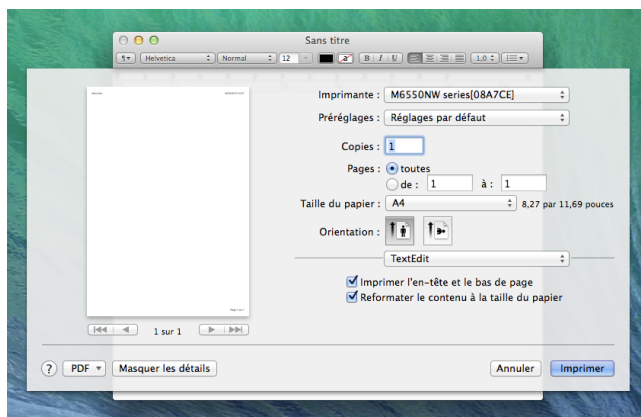 Sans titre
Helvetica Normal 12 a B I U 1,0
Imprimante : M6550NW series[08A7CE]
Préréglages : Réglages par défaut
Copies : 1
Pages : toutes
de : 1 à : 1
Taille du papier : A4 8,27 par 11,69 pouces
Orientation :
TextEdit
Imprimer l'en-tête et le bas de page
Reformater le contenu à la taille du papier
1 sur 1
? PDF Masquer les détails Annuler Imprimer